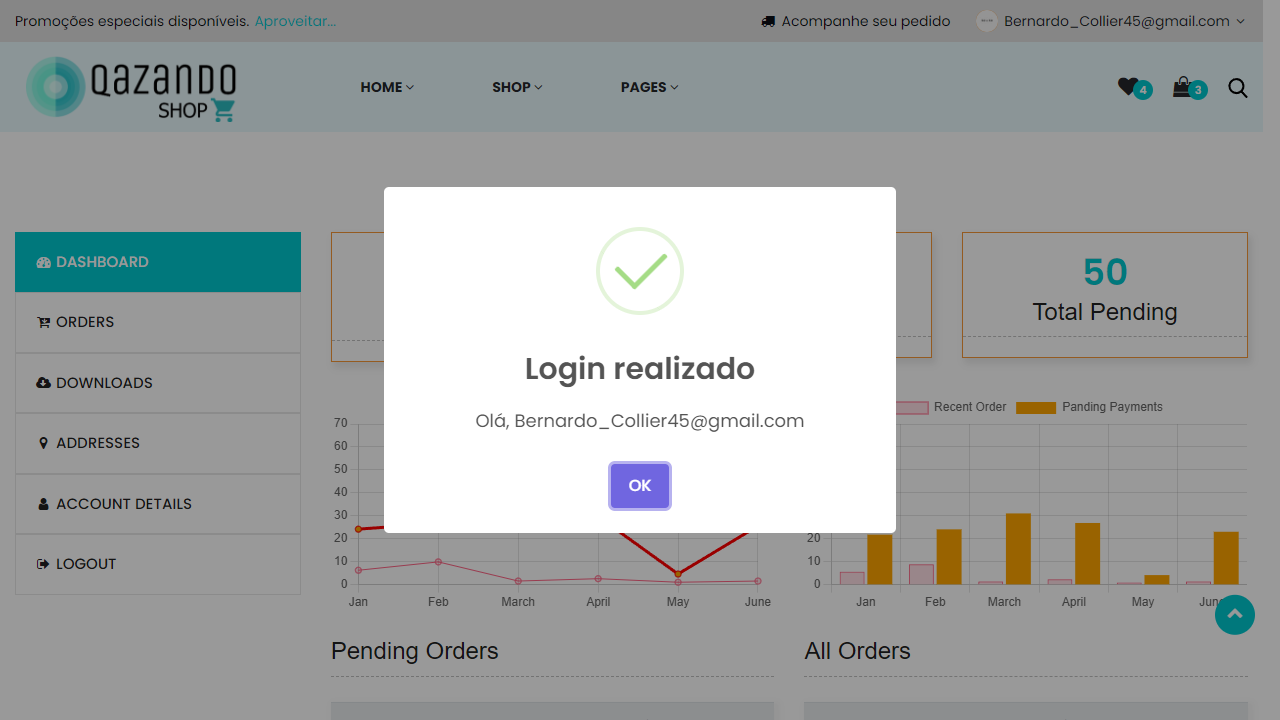 Promoções especiais disponíveis. Aproveitar...
Acompanhe seu pedido
Bernardo_Collier45@gmail.com
QAZANDO
SHOP
HOME
SHOP
PAGES
4
3
DASHBOARD
ORDERS
DOWNLOADS
ADDRESSES
ACCOUNT DETAILS
LOGOUT
50
Total Pending
Login realizado
Olá, Bernardo_Collier45@gmail.com
OK
70
60
50
40
30
20
10
0
Jan Feb March April May June
Recent Order Panding Payments
20
10
0
Jan Feb March April May June
Pending Orders
All Orders